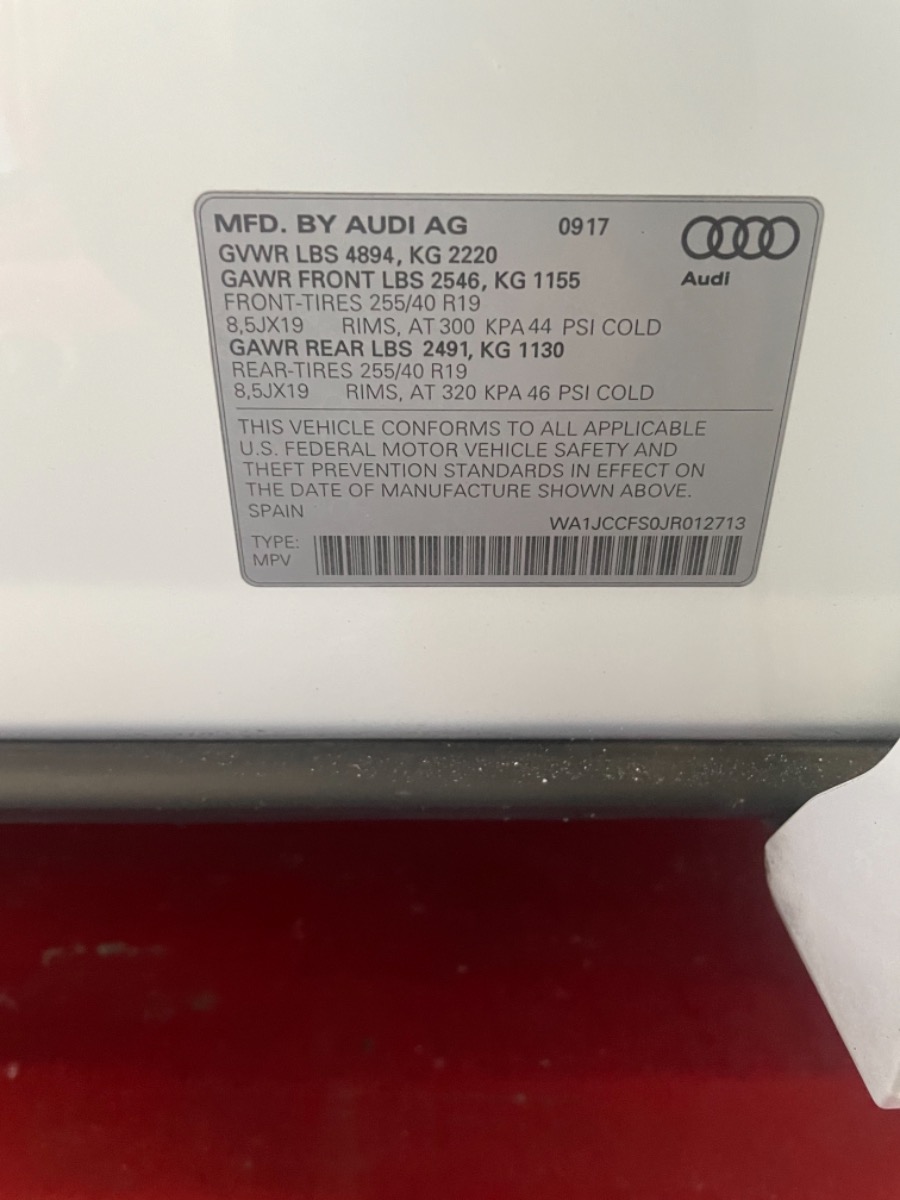 MFD. BY AUDI AG 0917
GVWR LBS 4894, KG 2220
Audi
GAWR FRONT LBS 2546, KG 1155
FRONT-TIRES 255/40 R19
8,5JX19 RIMS, AT 300 KPA 44 PSI COLD
GAWR REAR LBS 2491, KG 1130
REAR-TIRES 255/40 R19
8,5JX19 RIMS, AT 320 KPA 46 PSI COLD
THIS VEHICLE CONFORMS TO ALL APPLICABLE
U.S. FEDERAL MOTOR VEHICLE SAFETY AND
THEFT PREVENTION STANDARDS IN EFFECT ON
THE DATE OF MANUFACTURE SHOWN ABOVE.
SPAIN
WA1JCCFS0JR012713
TYPE:
MPV